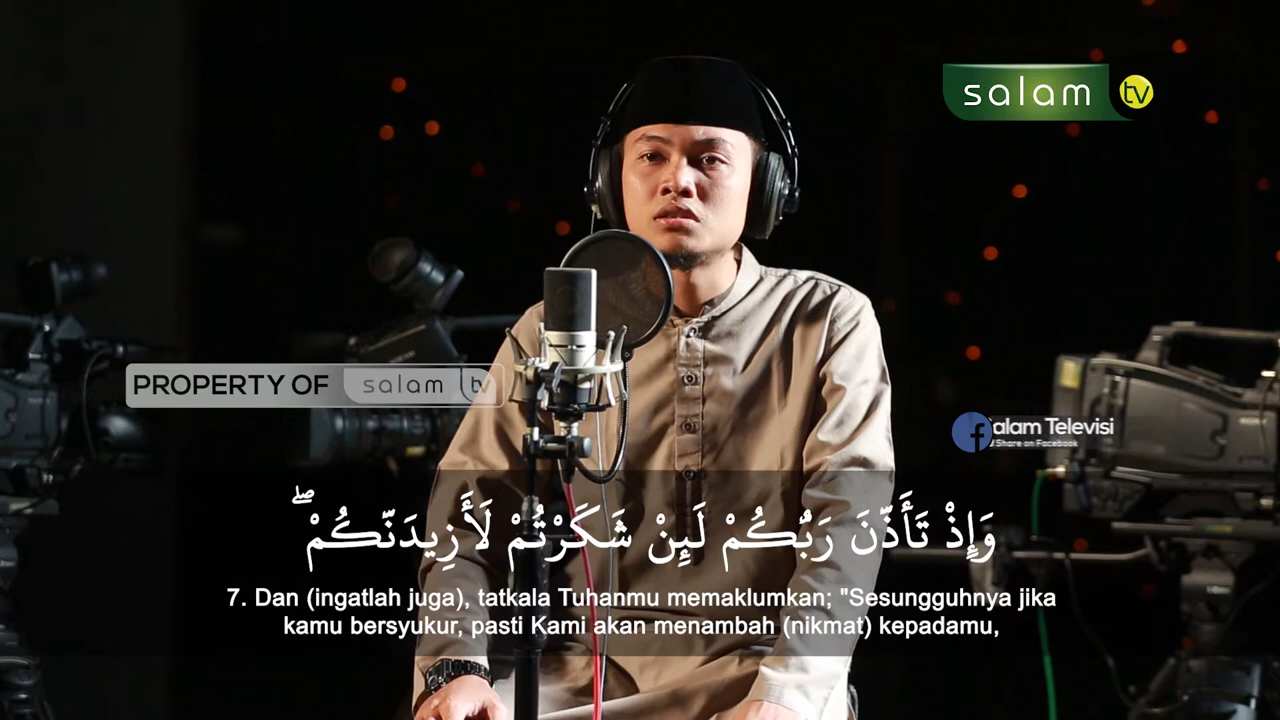 salam tv
PROPERTY OF salam tv
alam Televisi
Share on Facebook
وَإِذْ تَأَذَّنَ رَبُّكُمْ لَئِنْ شَكَرْتُمْ لَأَزِيدَنَّكُمْ ۖ
7. Dan (ingatlah juga), tatkala Tuhanmu memaklumkan; "Sesungguhnya jika
kamu bersyukur, pasti Kami akan menambah (nikmat) kepadamu,